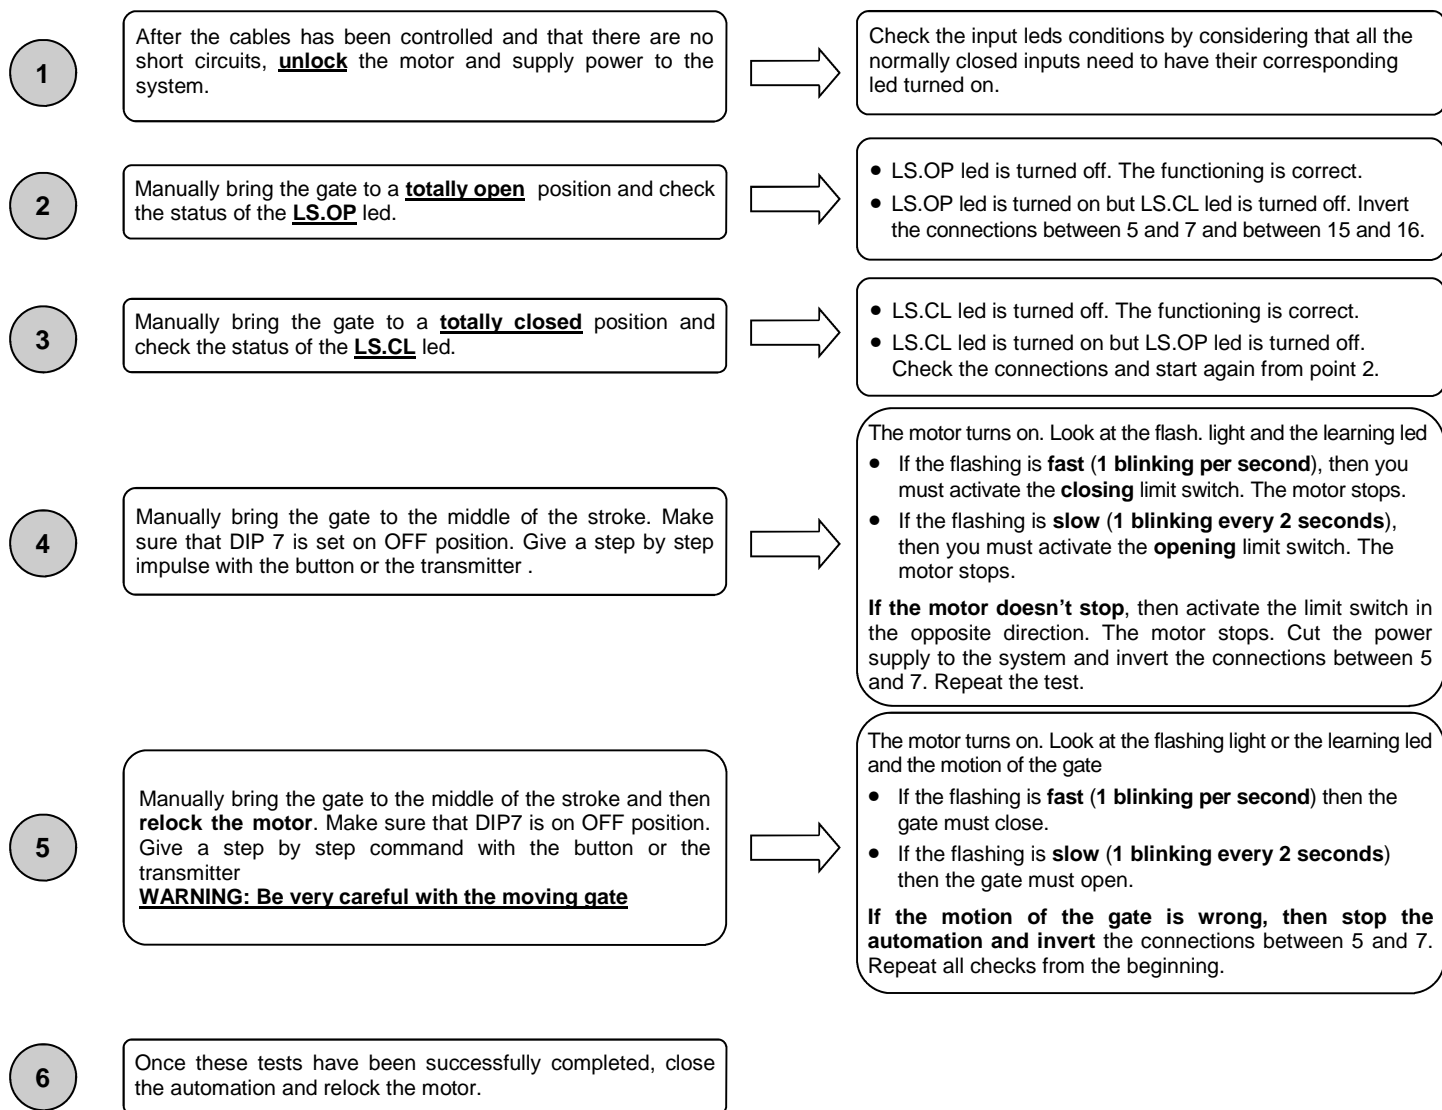 1
After the cables has been controlled and that there are no
short circuits, unlock the motor and supply power to the
system.
Check the input leds conditions by considering that all the
normally closed inputs need to have their corresponding
led turned on.
2
Manually bring the gate to a totally open position and check
the status of the LS.OP led.
• LS.OP led is turned off. The functioning is correct.
• LS.OP led is turned on but LS.CL led is turned off. Invert
the connections between 5 and 7 and between 15 and 16.
3
Manually bring the gate to a totally closed position and
check the status of the LS.CL led.
• LS.CL led is turned off. The functioning is correct.
• LS.CL led is turned on but LS.OP led is turned off.
Check the connections and start again from point 2.
4
Manually bring the gate to the middle of the stroke. Make
sure that DIP 7 is set on OFF position. Give a step by step
impulse with the button or the transmitter .
The motor turns on. Look at the flash. light and the learning led
• If the flashing is fast (1 blinking per second), then you
must activate the closing limit switch. The motor stops.
• If the flashing is slow (1 blinking every 2 seconds),
then you must activate the opening limit switch. The
motor stops.
If the motor doesn't stop, then activate the limit switch in
the opposite direction. The motor stops. Cut the power
supply to the system and invert the connections between 5
and 7. Repeat the test.
5
Manually bring the gate to the middle of the stroke and then
relock the motor. Make sure that DIP7 is on OFF position.
Give a step by step command with the button or the
transmitter
WARNING: Be very careful with the moving gate
The motor turns on. Look at the flashing light or the learning led
and the motion of the gate
• If the flashing is fast (1 blinking per second) then the
gate must close.
• If the flashing is slow (1 blinking every 2 seconds)
then the gate must open.
If the motion of the gate is wrong, then stop the
automation and invert the connections between 5 and 7.
Repeat all checks from the beginning.
6
Once these tests have been successfully completed, close
the automation and relock the motor.